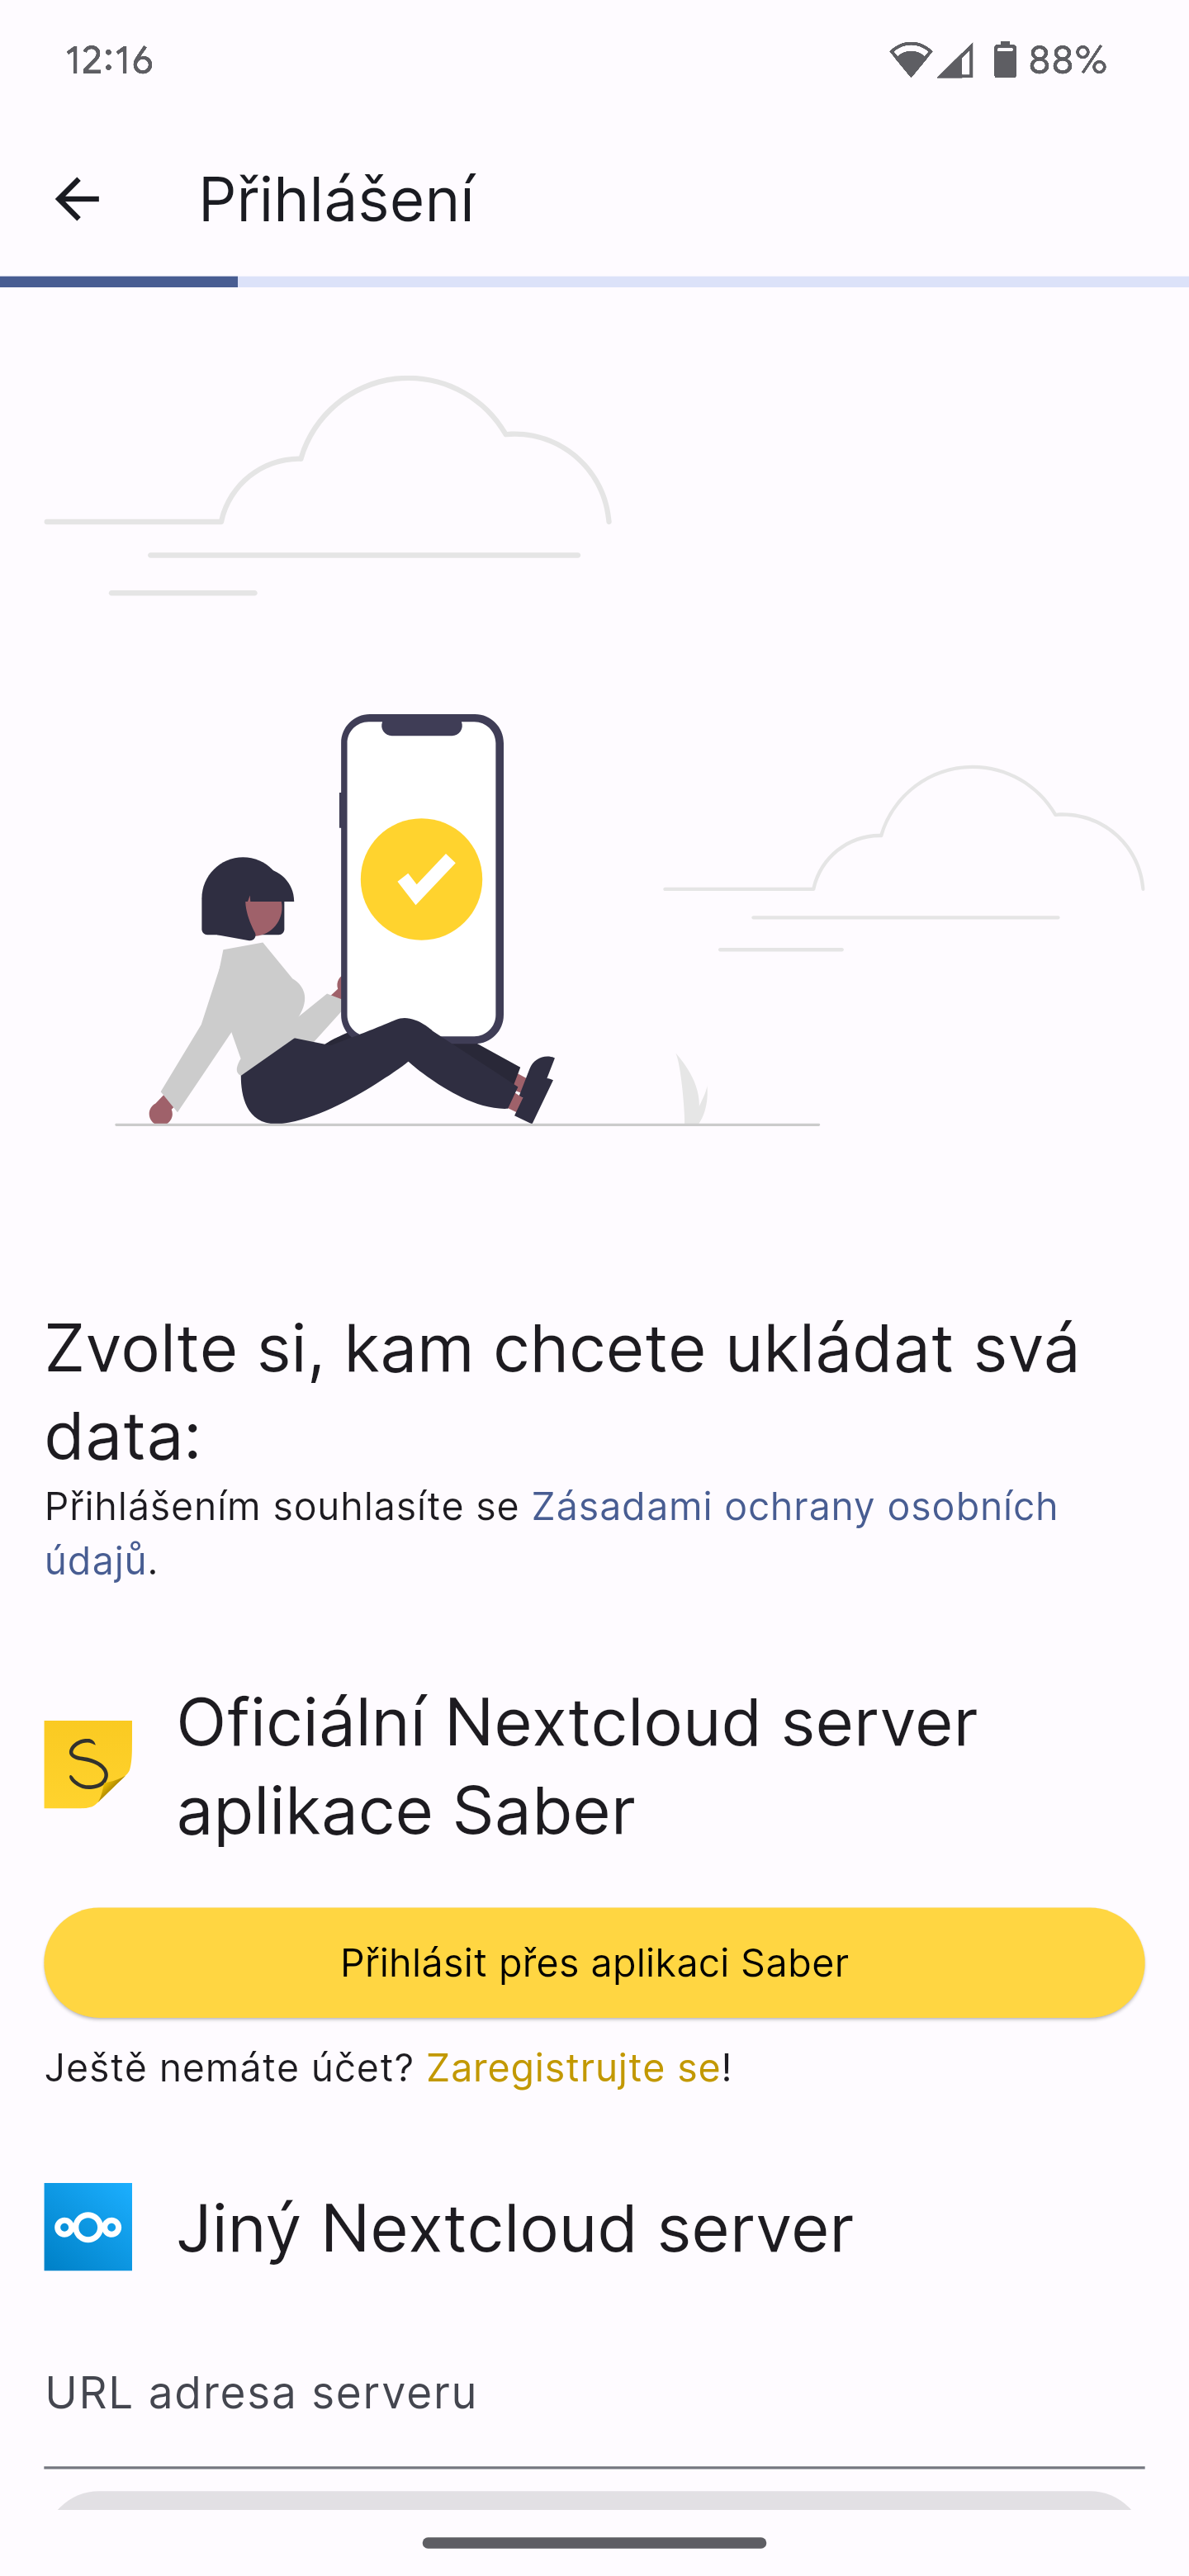 12:16
88%
Přihlášení
Zvolte si, kam chcete ukládat svá
data:
Přihlášením souhlasíte se Zásadami ochrany osobních
údajů.
S
Oficiální Nextcloud server
aplikace Saber
Přihlásit přes aplikaci Saber
Ještě nemáte účet? Zaregistrujte se!
Jiný Nextcloud server
URL adresa serveru